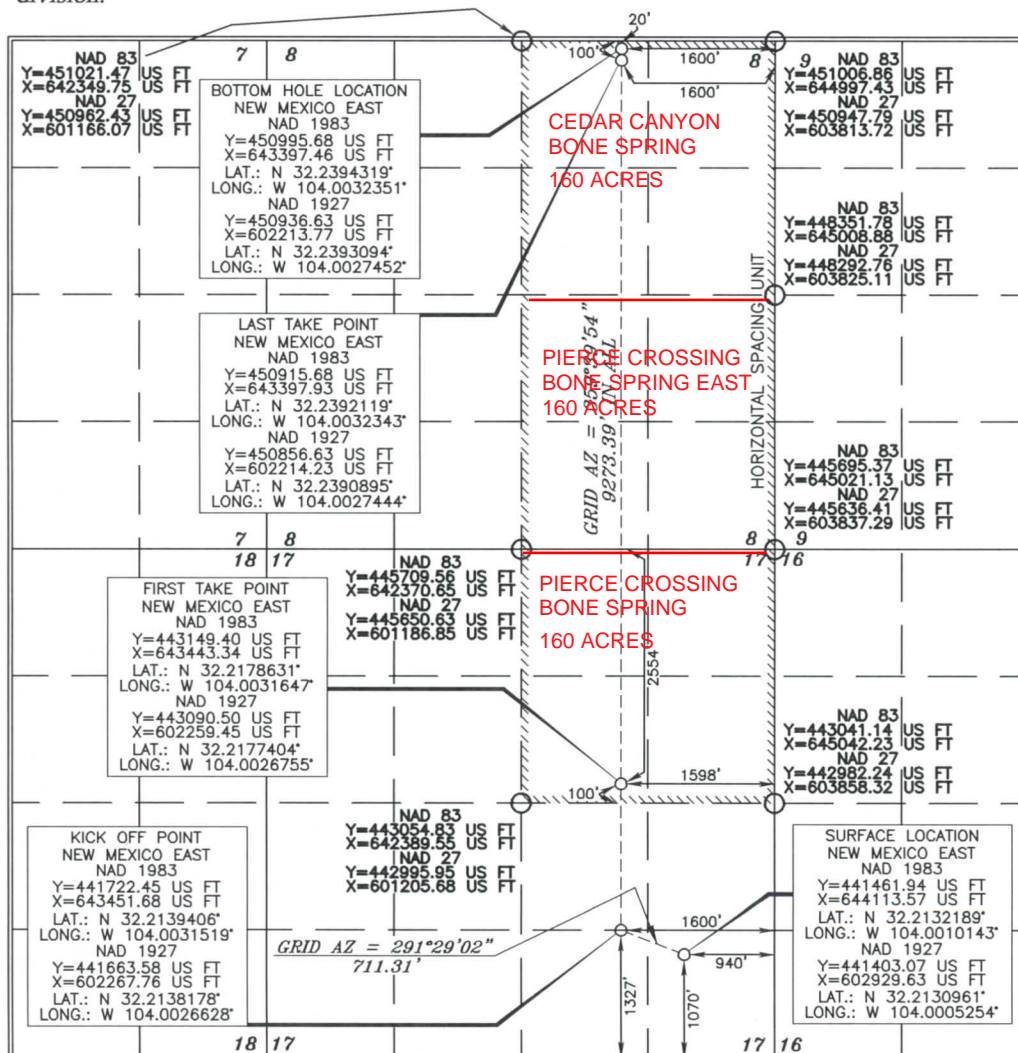 division.
20'
NAD 83
Y=451021.47 US FT
X=642349.75 US FT
NAD 27
Y=450962.43 US FT
X=601166.07 US FT
7 8
100'
1600'
8 9
1600'
NAD 83
Y=451006.86 US FT
X=644997.43 US FT
NAD 27
Y=450947.79 US FT
X=603813.72 US FT
BOTTOM HOLE LOCATION
NEW MEXICO EAST
NAD 1983
Y=450995.68 US FT
X=643397.46 US FT
LAT.: N 32.2394319°
LONG.: W 104.0032351°
NAD 1927
Y=450936.63 US FT
X=602213.77 US FT
LAT.: N 32.2393094°
LONG.: W 104.0027452°
CEDAR CANYON
BONE SPRING
160 ACRES
NAD 83
Y=448351.78 US FT
X=645008.88 US FT
NAD 27
Y=448292.76 US FT
X=603825.11 US FT
LAST TAKE POINT
NEW MEXICO EAST
NAD 1983
Y=450915.68 US FT
X=643397.93 US FT
LAT.: N 32.2392119°
LONG.: W 104.0032343°
NAD 1927
Y=450856.63 US FT
X=602214.23 US FT
LAT.: N 32.2390895°
LONG.: W 104.0027444°
PIERCE CROSSING
BONE SPRING EAST
160 ACRES
GRID AZ = 359°39'54"
9273.39' IN ALL
HORIZONTAL SPACING UNIT
NAD 83
Y=445695.37 US FT
X=645021.13 US FT
NAD 27
Y=445636.41 US FT
X=603837.29 US FT
7 8
18 17
8 9
17 16
NAD 83
Y=445709.56 US FT
X=642370.65 US FT
NAD 27
Y=445650.63 US FT
X=601186.85 US FT
PIERCE CROSSING
BONE SPRING
160 ACRES
2554'
FIRST TAKE POINT
NEW MEXICO EAST
NAD 1983
Y=443149.40 US FT
X=643443.34 US FT
LAT.: N 32.2178631°
LONG.: W 104.0031647°
NAD 1927
Y=443090.50 US FT
X=602259.45 US FT
LAT.: N 32.2177404°
LONG.: W 104.0026755°
1598'
100'
NAD 83
Y=443041.14 US FT
X=645042.23 US FT
NAD 27
Y=442982.24 US FT
X=603858.32 US FT
NAD 83
Y=443054.83 US FT
X=642389.55 US FT
NAD 27
Y=442995.95 US FT
X=601205.68 US FT
KICK OFF POINT
NEW MEXICO EAST
NAD 1983
Y=441722.45 US FT
X=643451.68 US FT
LAT.: N 32.2139406°
LONG.: W 104.0031519°
NAD 1927
Y=441663.58 US FT
X=602267.76 US FT
LAT.: N 32.2138178°
LONG.: W 104.0026628°
GRID AZ = 291°29'02"
711.31'
1600'
940'
1327'
1070'
SURFACE LOCATION
NEW MEXICO EAST
NAD 1983
Y=441461.94 US FT
X=644113.57 US FT
LAT.: N 32.2132189°
LONG.: W 104.0010143°
NAD 1927
Y=441403.07 US FT
X=602929.63 US FT
LAT.: N 32.2130961°
LONG.: W 104.0005254°
18 17
17 16